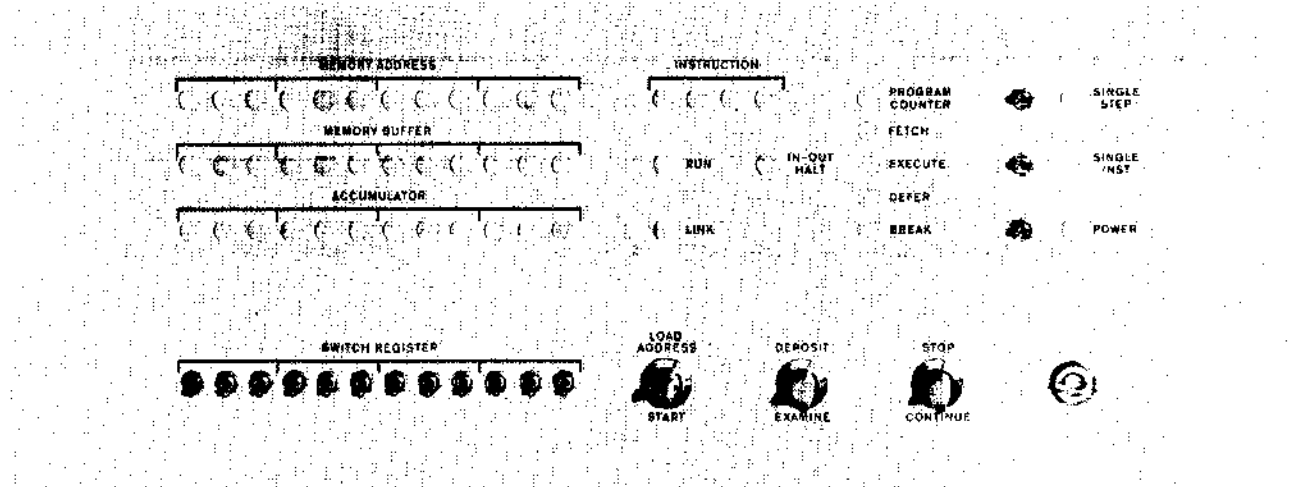 MEMORY ADDRESS
INSTRUCTION
PROGRAM
COUNTER
SINGLE
STEP
MEMORY BUFFER
FETCH
RUN
IN-OUT
HALT
EXECUTE
SINGLE
INST
ACCUMULATOR
DEFER
LINK
BREAK
POWER
SWITCH REGISTER
LOAD
ADDRESS
DEPOSIT
STOP
START
EXAMINE
CONTINUE